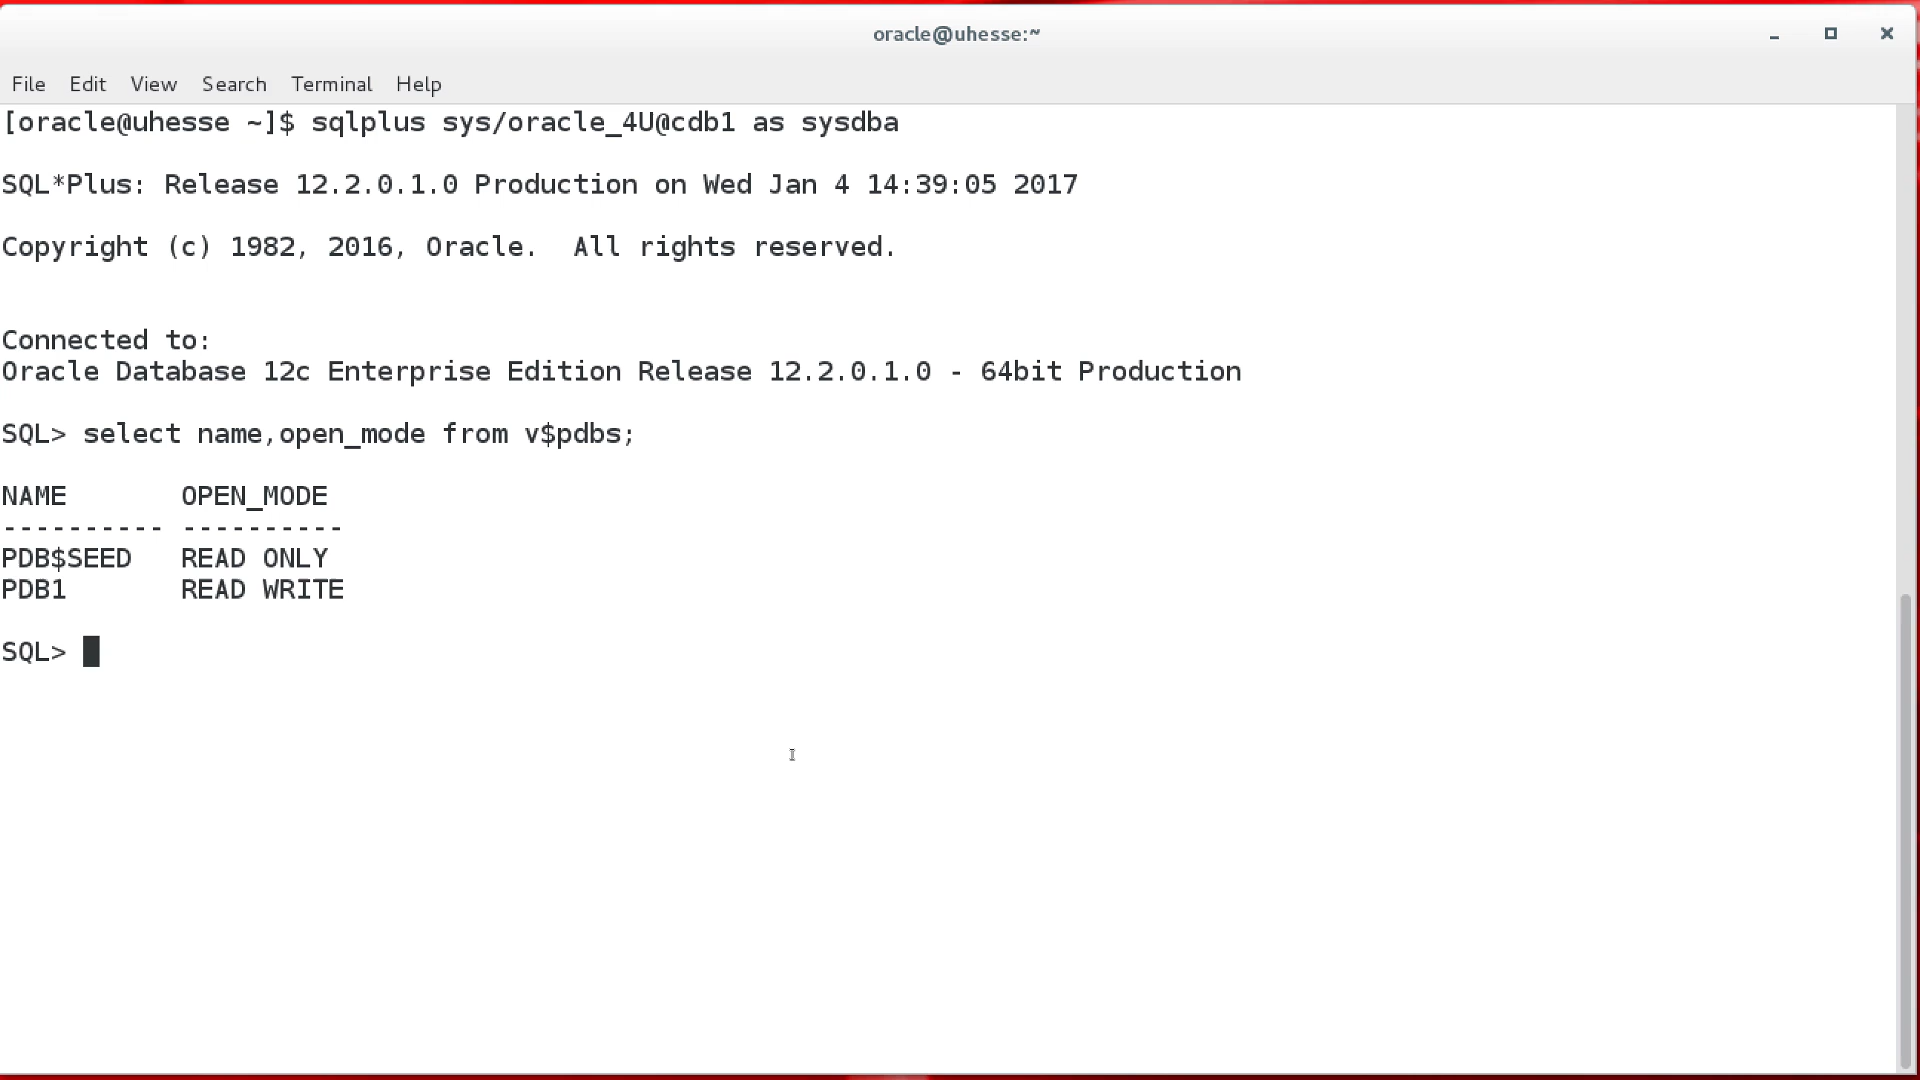 oracle@uhesse:~
File Edit View Search Terminal Help
[oracle@uhesse ~]$ sqlplus sys/oracle_4U@cdb1 as sysdba
SQL*Plus: Release 12.2.0.1.0 Production on Wed Jan 4 14:39:05 2017
Copyright (c) 1982, 2016, Oracle.  All rights reserved.
Connected to:
Oracle Database 12c Enterprise Edition Release 12.2.0.1.0 - 64bit Production
SQL> select name,open_mode from v$pdbs;
NAME       OPEN_MODE
---------- ----------
PDB$SEED   READ ONLY
PDB1       READ WRITE
SQL>